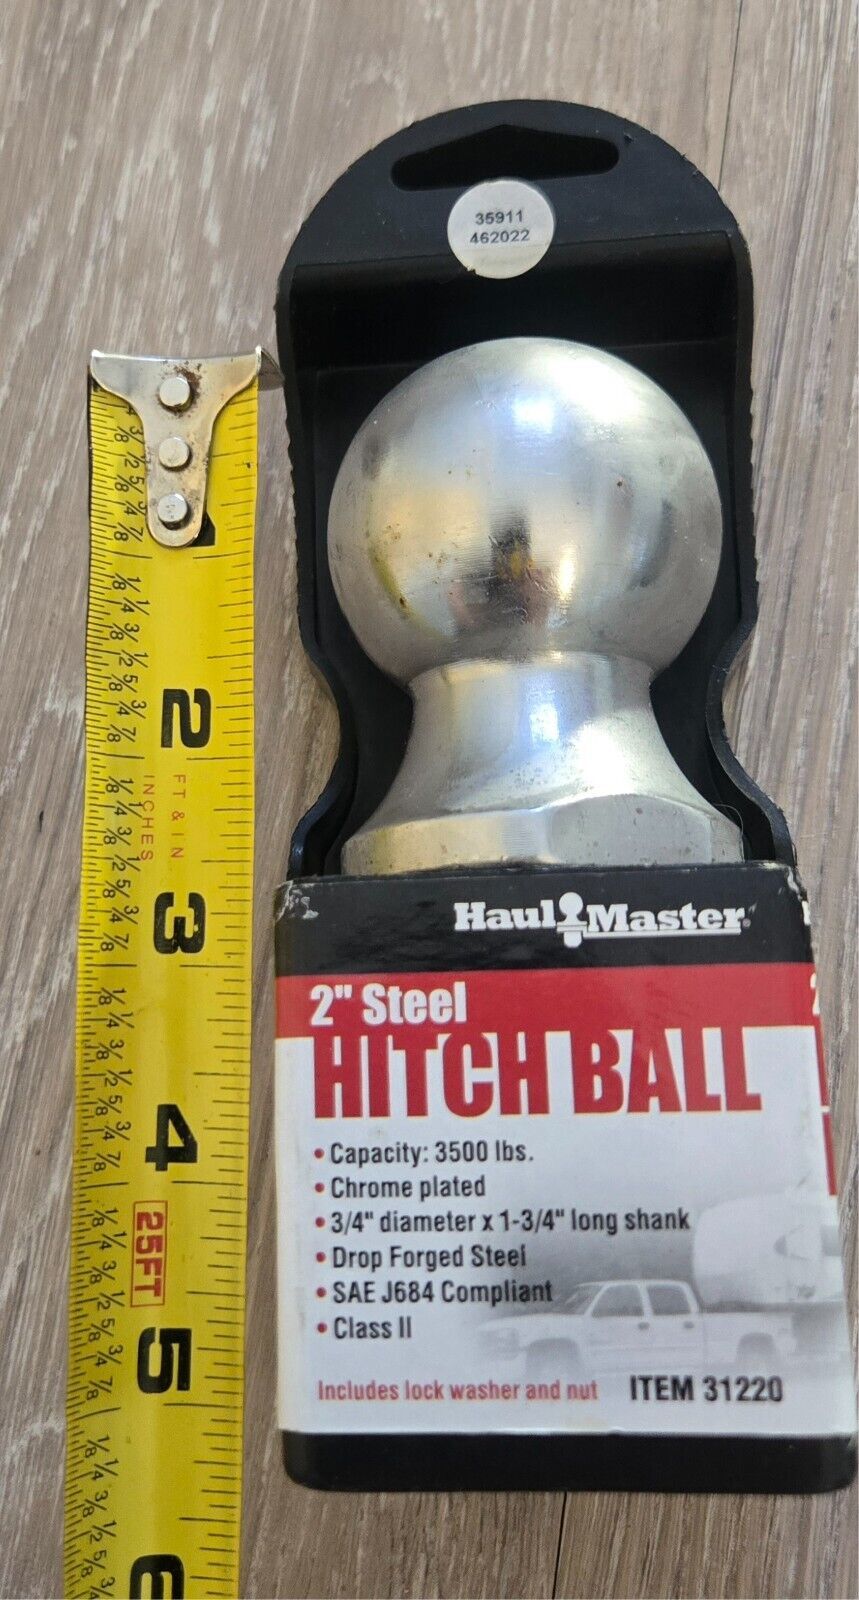 35911
462022
Haul Master
2" Steel
HITCH BALL
• Capacity: 3500 lbs.
• Chrome plated
• 3/4" diameter x 1-3/4" long shank
• Drop Forged Steel
• SAE J684 Compliant
• Class II
Includes lock washer and nut ITEM 31220
1
2
FT & IN
INCHES
3
4
25FT
5
6